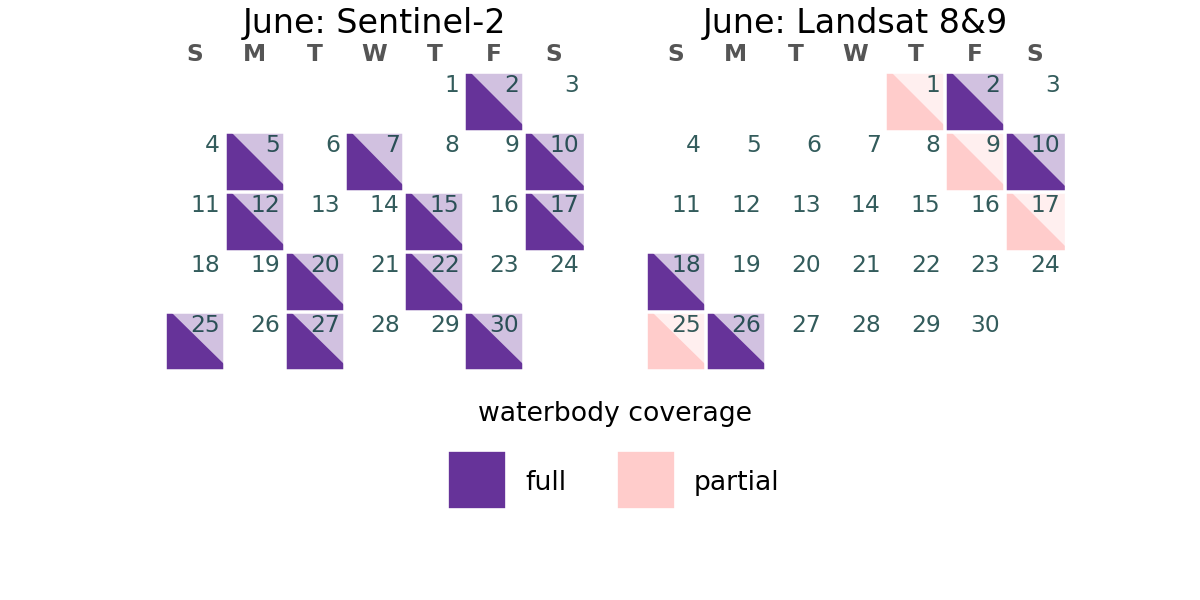 June: Sentinel-2
S M T W T F S
1 2 3
4 5 6 7 8 9 10
11 12 13 14 15 16 17
18 19 20 21 22 23 24
25 26 27 28 29 30
June: Landsat 8&9
S M T W T F S
1 2 3
4 5 6 7 8 9 10
11 12 13 14 15 16 17
18 19 20 21 22 23 24
25 26 27 28 29 30
waterbody coverage
full partial